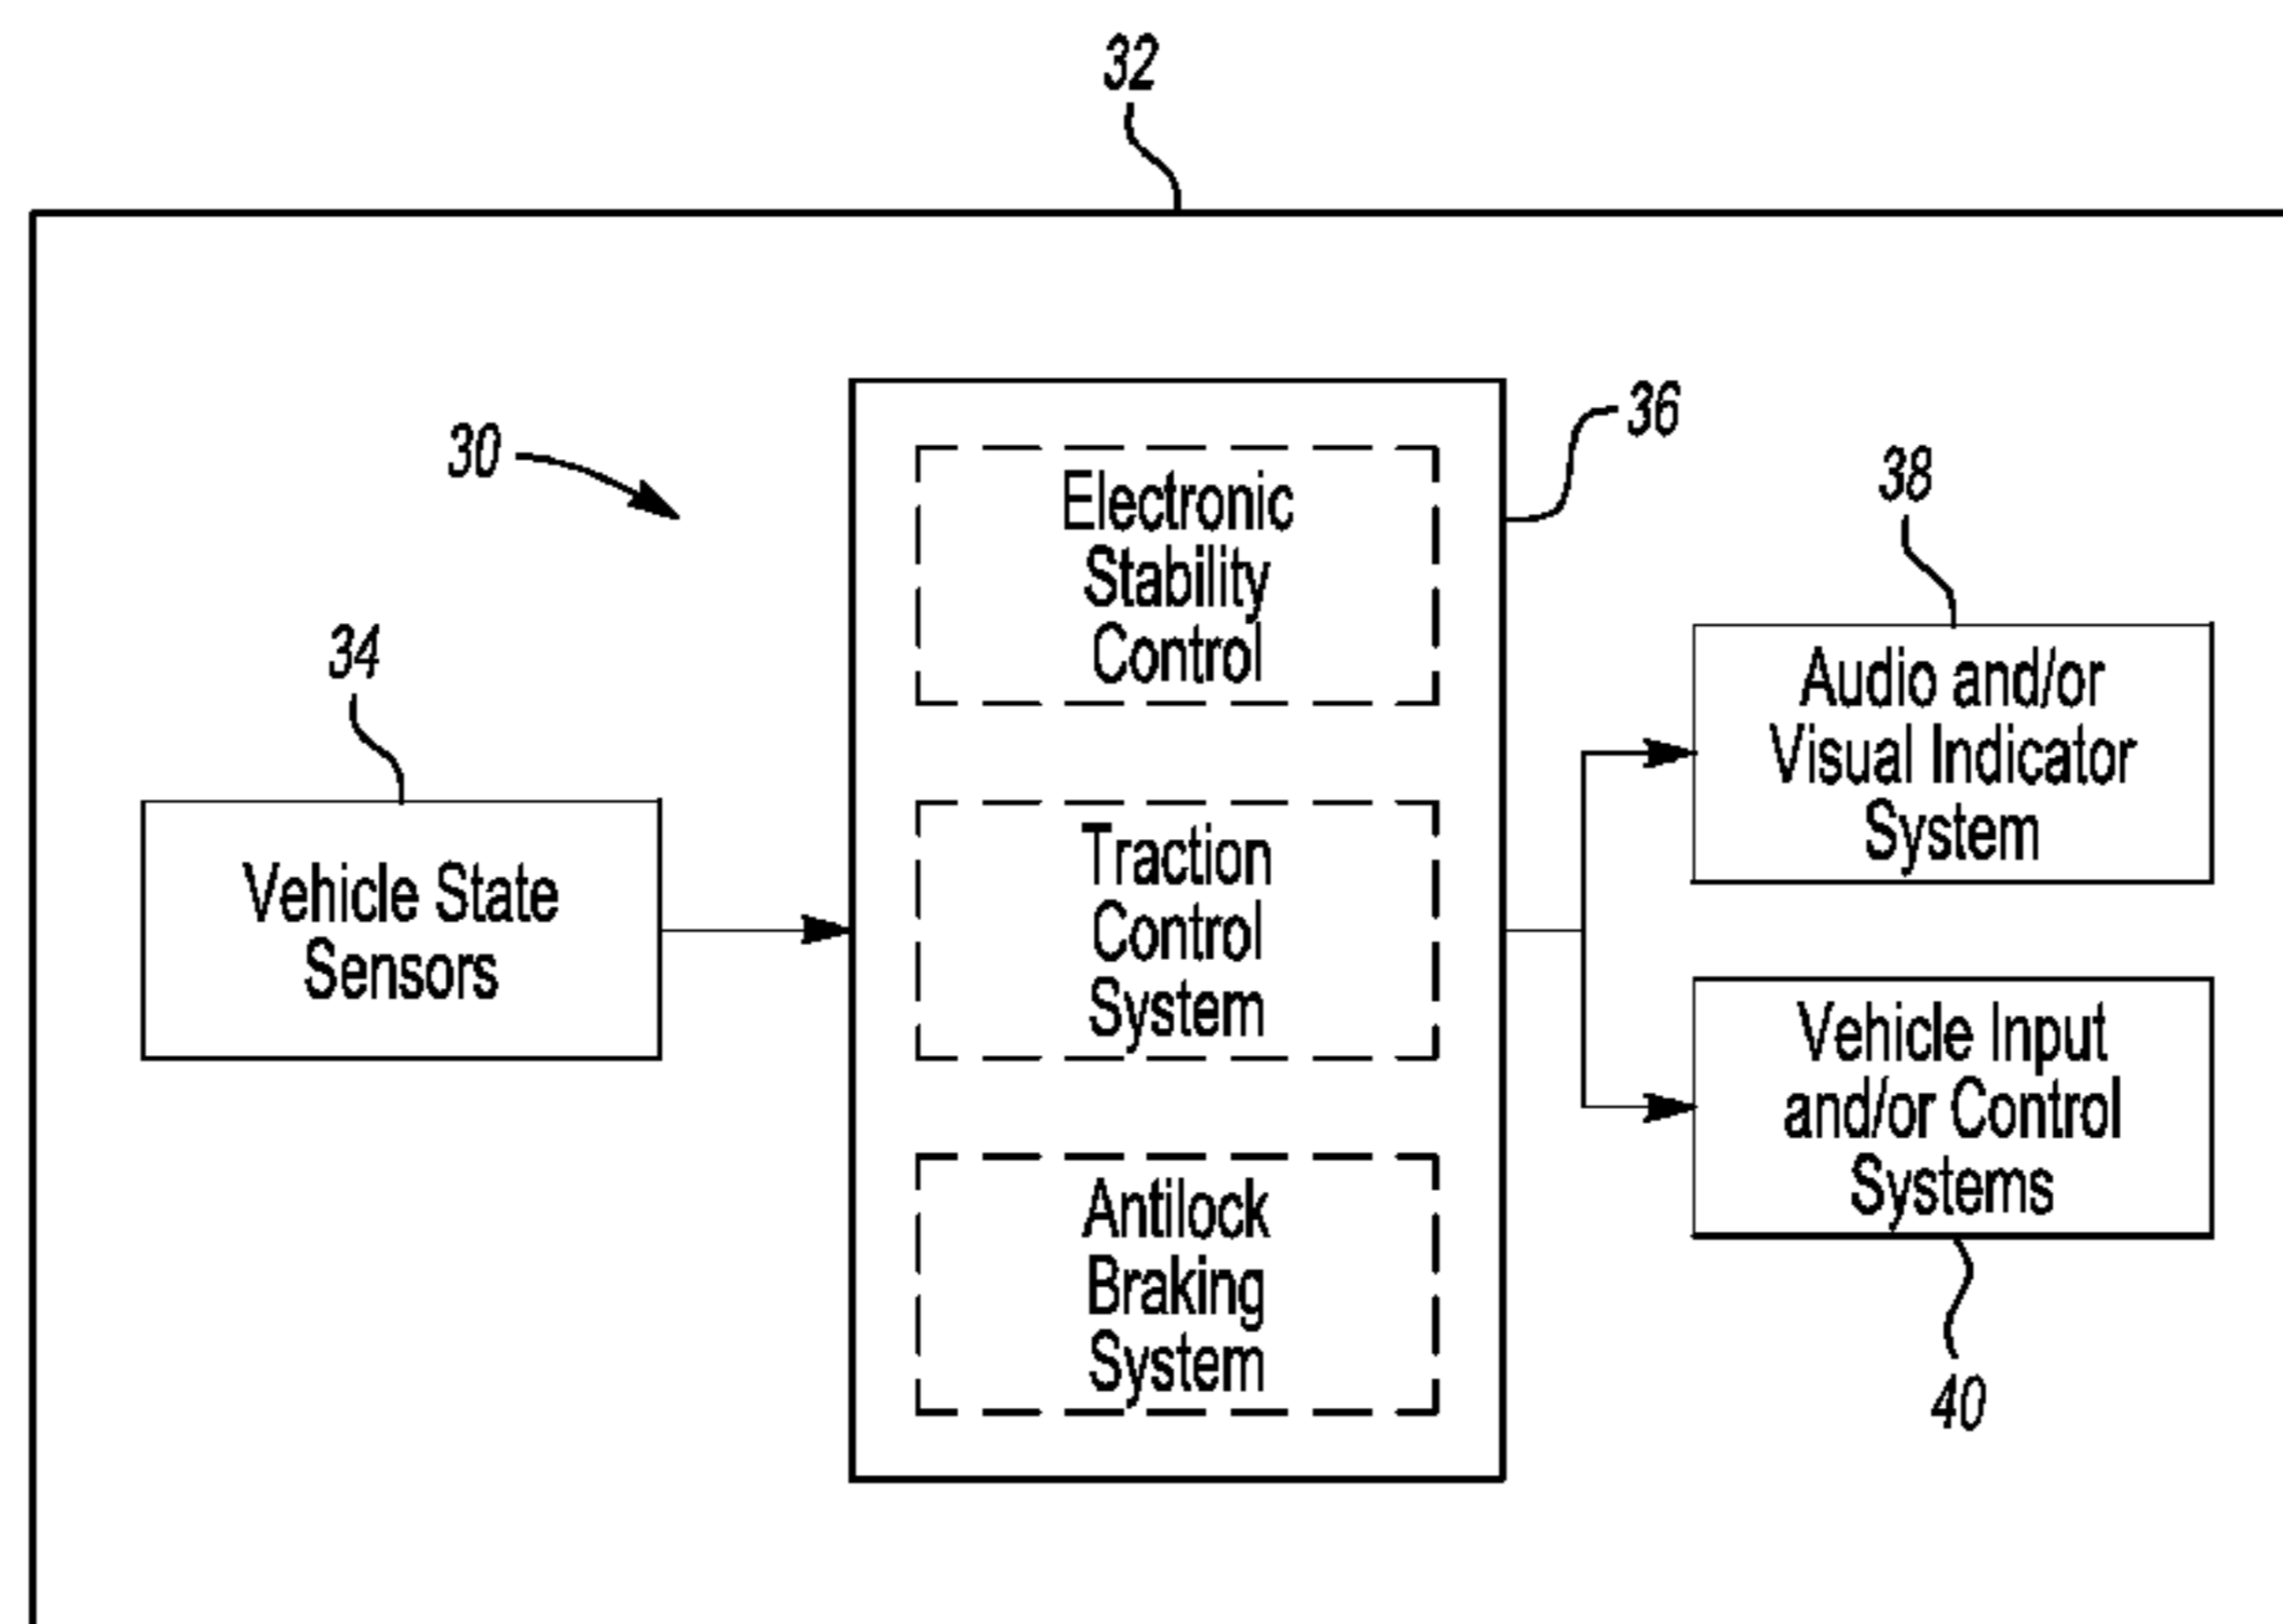 32
30
36
38
34
Electronic
Stability
Control
Audio and/or
Visual Indicator
System
Vehicle State
Sensors
Traction
Control
System
Vehicle Input
and/or Control
Systems
Antilock
Braking
System
40